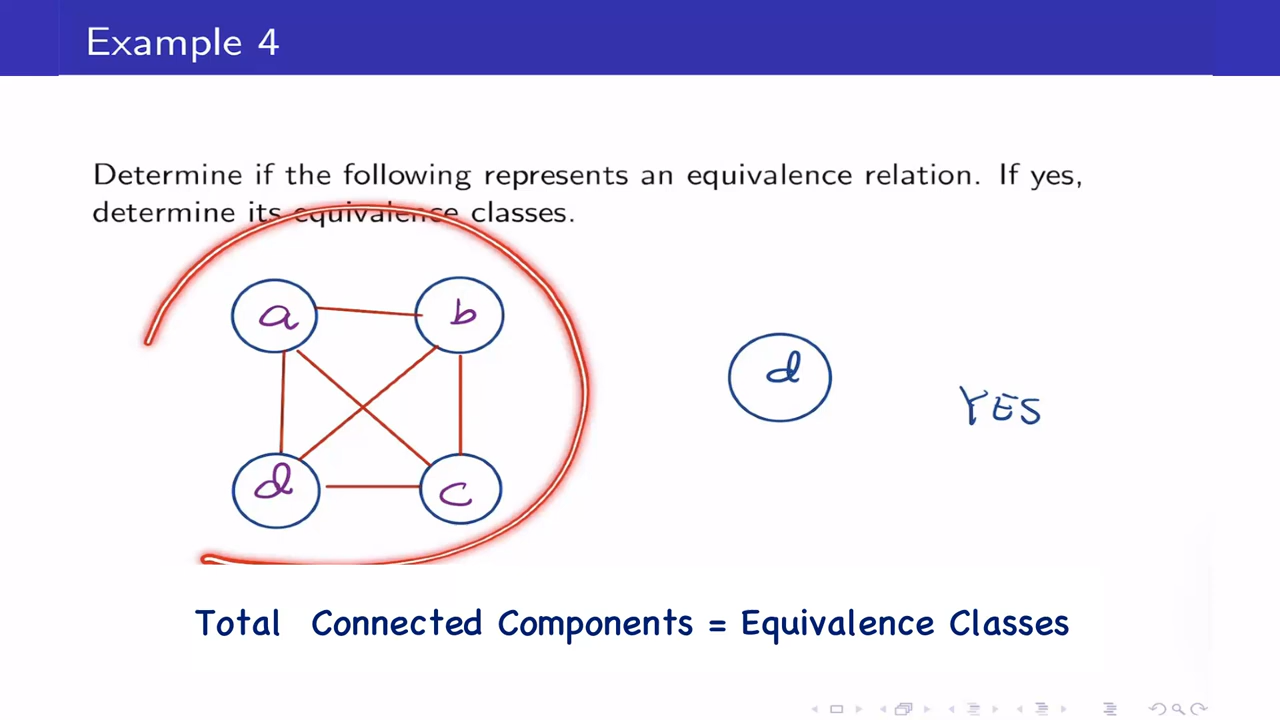 Example 4
Determine if the following represents an equivalence relation. If yes,
determine its equivalence classes.
a b
d
YES
d c
Total Connected Components = Equivalence Classes